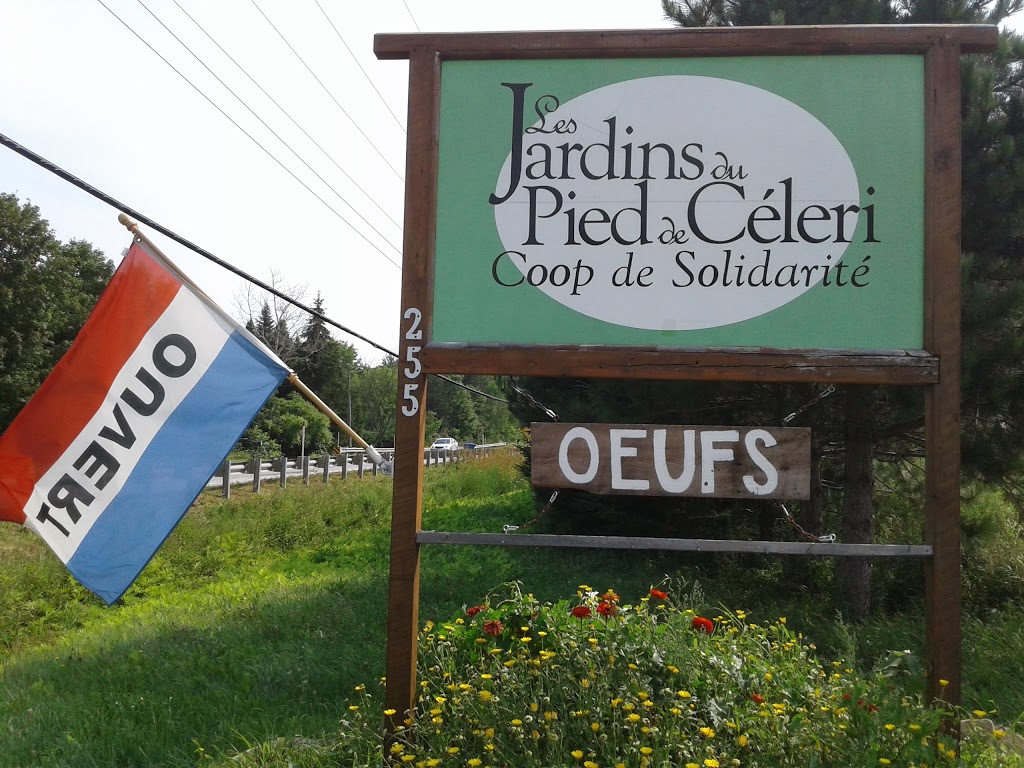 Les
Jardins du
Pied de Céleri
Coop de Solidarité
255
OEUFS
OUVERT